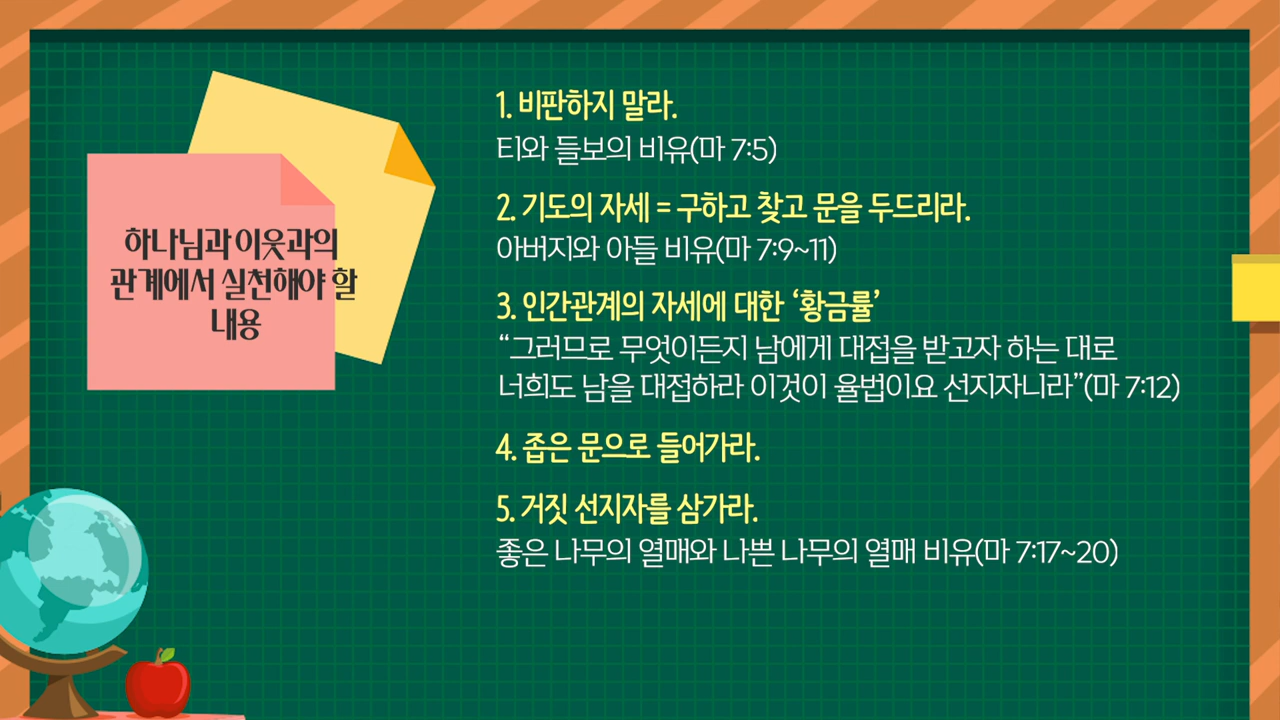 하나님과 이웃과의
관계에서 실천해야 할
내용
1. 비판하지 말라.
티와 들보의 비유(마 7:5)
2. 기도의 자세 = 구하고 찾고 문을 두드리라.
아버지와 아들 비유(마 7:9~11)
3. 인간관계의 자세에 대한 ‘황금률’
“그러므로 무엇이든지 남에게 대접을 받고자 하는 대로
너희도 남을 대접하라 이것이 율법이요 선지자니라”(마 7:12)
4. 좁은 문으로 들어가라.
5. 거짓 선지자를 삼가라.
좋은 나무의 열매와 나쁜 나무의 열매 비유(마 7:17~20)